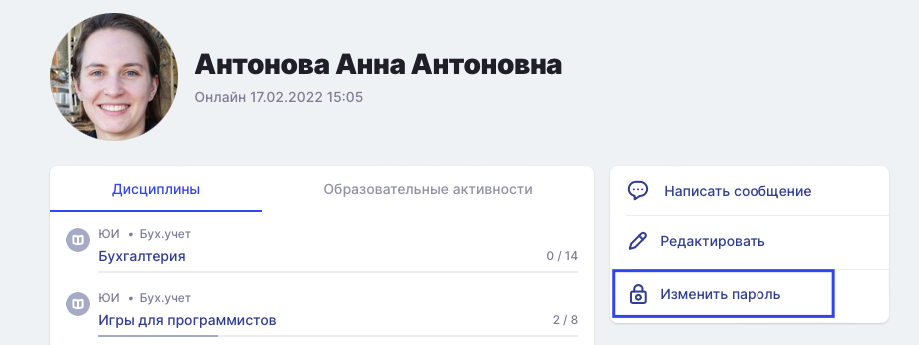 Антонова Анна Антоновна
Онлайн 17.02.2022 15:05
Дисциплины
Образовательные активности
ЮИ • Бух.учет
Бухгалтерия
0 / 14
ЮИ • Бух.учет
Игры для программистов
2 / 8
Написать сообщение
Редактировать
Изменить пароль